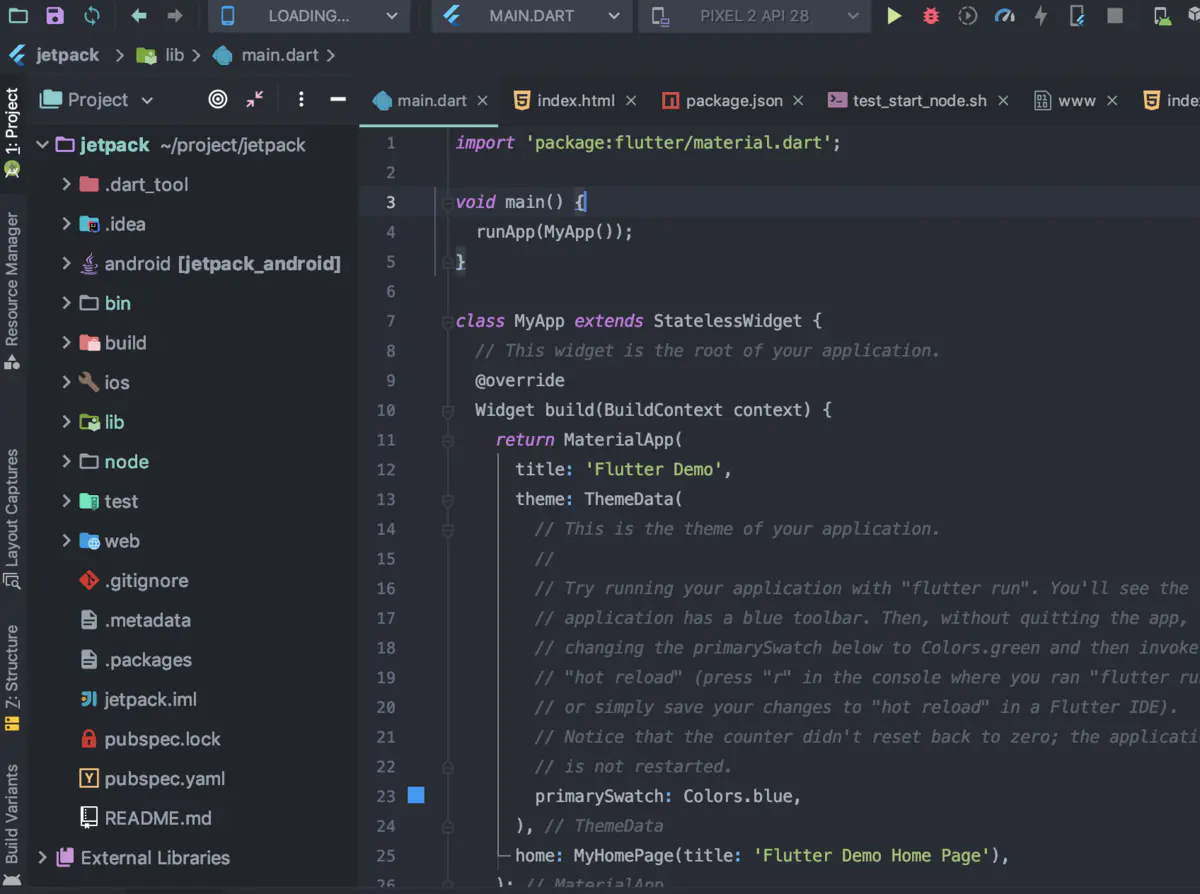 LOADING...
MAIN.DART
PIXEL 2 API 28
jetpack
lib
main.dart
1: Project
Resource Manager
Layout Captures
7: Structure
Build Variants
Project
jetpack ~/project/jetpack
.dart_tool
.idea
android [jetpack_android]
bin
build
ios
lib
node
test
web
.gitignore
.metadata
.packages
jetpack.iml
pubspec.lock
pubspec.yaml
README.md
External Libraries
main.dart
index.html
package.json
test_start_node.sh
www
inde
1 import 'package:flutter/material.dart';
2
3 void main() {
4 runApp(MyApp());
5 }
6
7 class MyApp extends StatelessWidget {
8 // This widget is the root of your application.
9 @override
10 Widget build(BuildContext context) {
11 return MaterialApp(
12 title: 'Flutter Demo',
13 theme: ThemeData(
14 // This is the theme of your application.
15 //
16 // Try running your application with "flutter run". You'll see the
17 // application has a blue toolbar. Then, without quitting the app,
18 // changing the primarySwatch below to Colors.green and then invoke
19 // "hot reload" (press "r" in the console where you ran "flutter ru
20 // or simply save your changes to "hot reload" in a Flutter IDE).
21 // Notice that the counter didn't reset back to zero; the applicati
22 // is not restarted.
23 primarySwatch: Colors.blue,
24 ), // ThemeData
25 home: MyHomePage(title: 'Flutter Demo Home Page'),
26 ); // MaterialApp